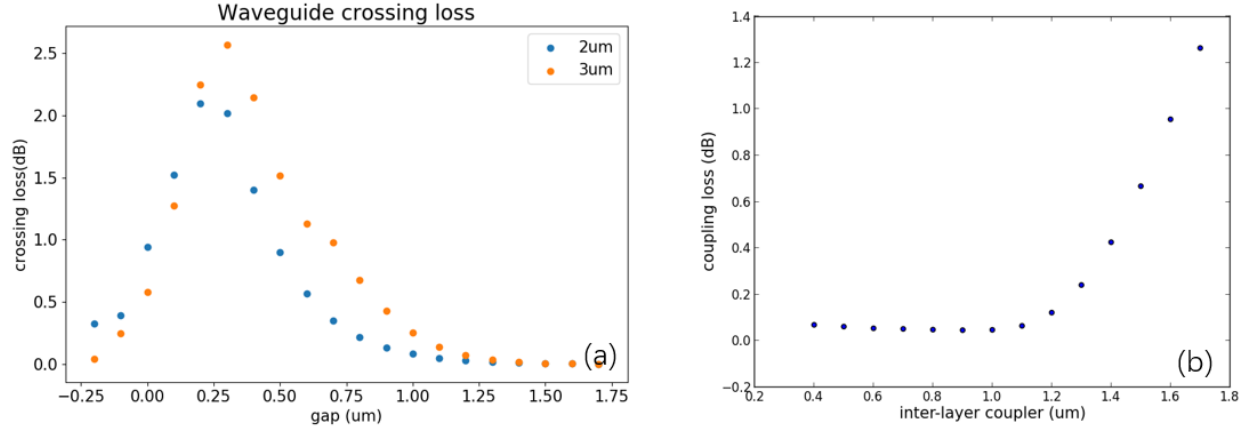 Waveguide crossing loss
2.5
2.0
1.5
1.0
0.5
0.0
crossing loss(dB)
2um
3um
(a)
−0.25 0.00 0.25 0.50 0.75 1.00 1.25 1.50 1.75
gap (um)
1.4
1.2
1.0
0.8
0.6
0.4
0.2
0.0
−0.2
coupling loss (dB)
(b)
0.2 0.4 0.6 0.8 1.0 1.2 1.4 1.6 1.8
inter-layer coupler (um)